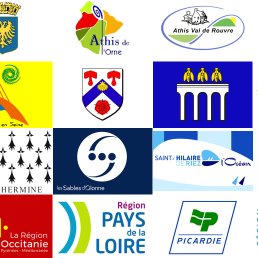 Athis de
l'Orne
Athis Val de Rouvre
en Seine
HERMINE
les Sables d'Olonne
SAINT-HILAIRE
DE RIEZ
l'Océan
La Région
Occitanie
Pyrénées - Méditerranée
Région
PAYS
de la
LOIRE
PICARDIE